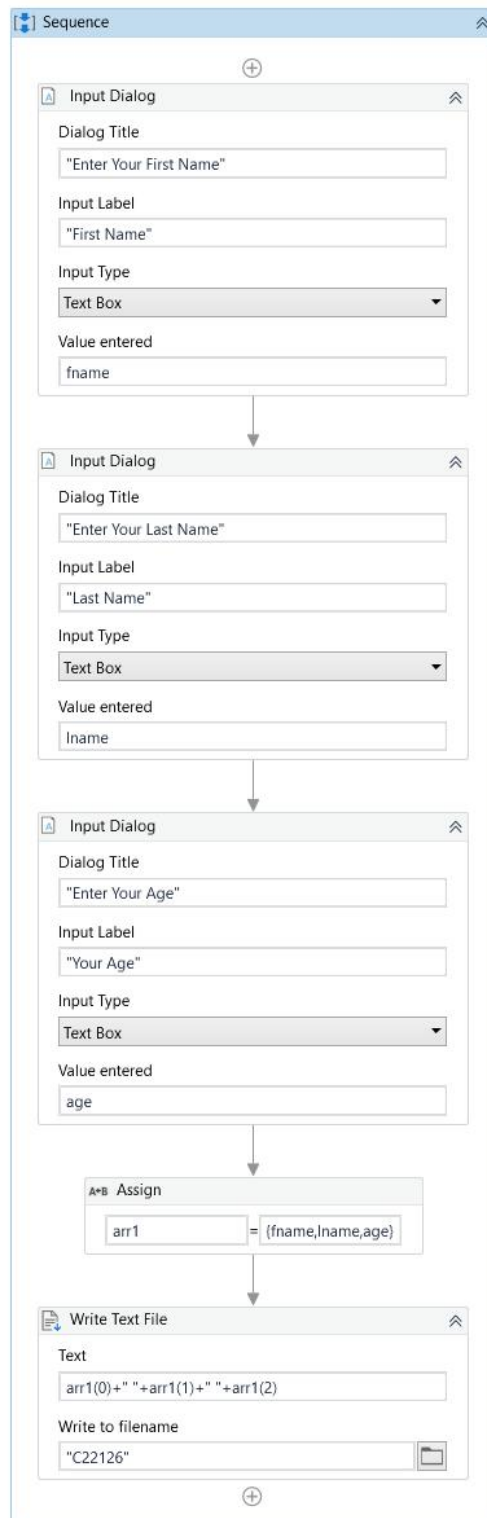 Sequence
Input Dialog
Dialog Title
"Enter Your First Name"
Input Label
"First Name"
Input Type
Text Box
Value entered
fname
Input Dialog
Dialog Title
"Enter Your Last Name"
Input Label
"Last Name"
Input Type
Text Box
Value entered
lname
Input Dialog
Dialog Title
"Enter Your Age"
Input Label
"Your Age"
Input Type
Text Box
Value entered
age
A+B Assign
arr1 = {fname,lname,age}
Write Text File
Text
arr1(0)+" "+arr1(1)+" "+arr1(2)
Write to filename
"C22126"